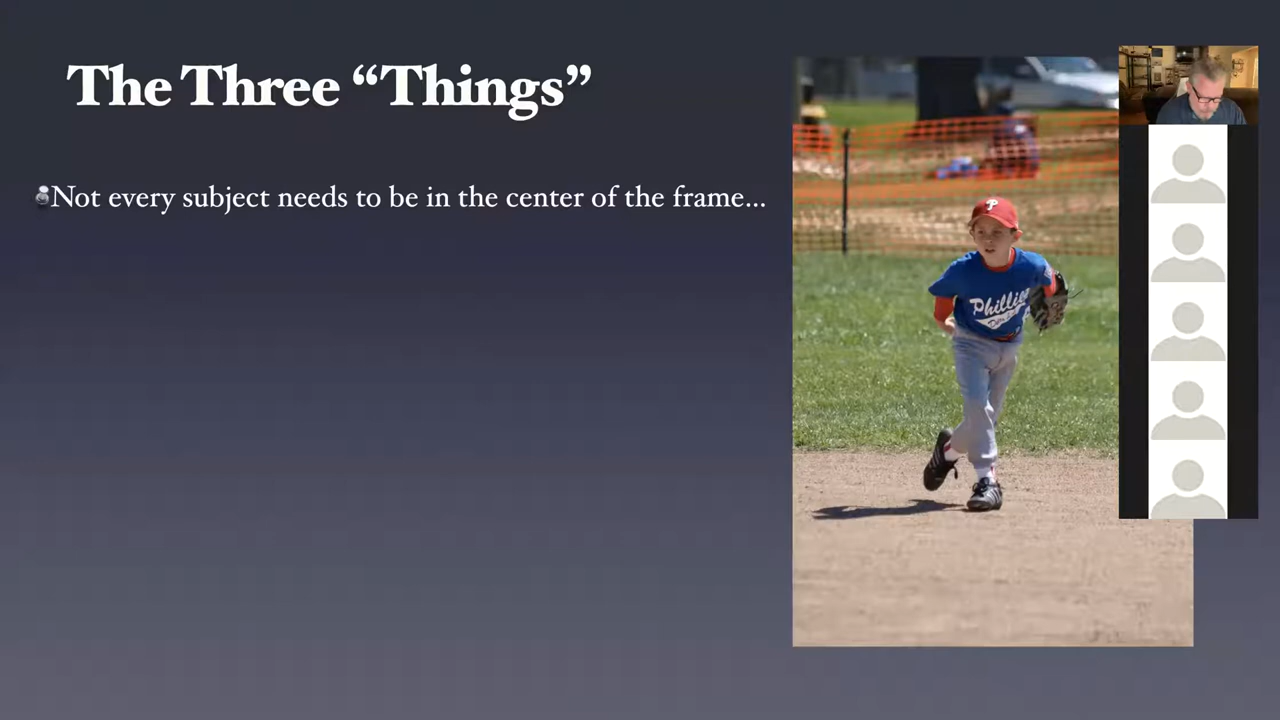 The Three “Things”
Not every subject needs to be in the center of the frame...
P
Phillies